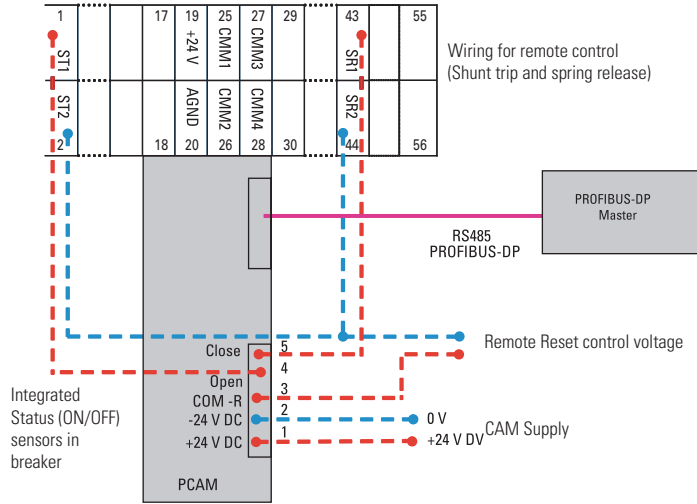 1 17 19 25 27 29 43 55
ST1 +24 V CMM1 CMM3 SR1
ST2 AGND CMM2 CMM4 SR2
2 18 20 26 28 30 44 56
Wiring for remote control
(Shunt trip and spring release)
PROFIBUS-DP
Master
RS485
PROFIBUS-DP
Close 5
Open 4
COM -R 3
-24 V DC 2
+24 V DC 1
Remote Reset control voltage
Integrated
Status (ON/OFF)
sensors in
breaker
0 V
+24 V DV
CAM Supply
PCAM